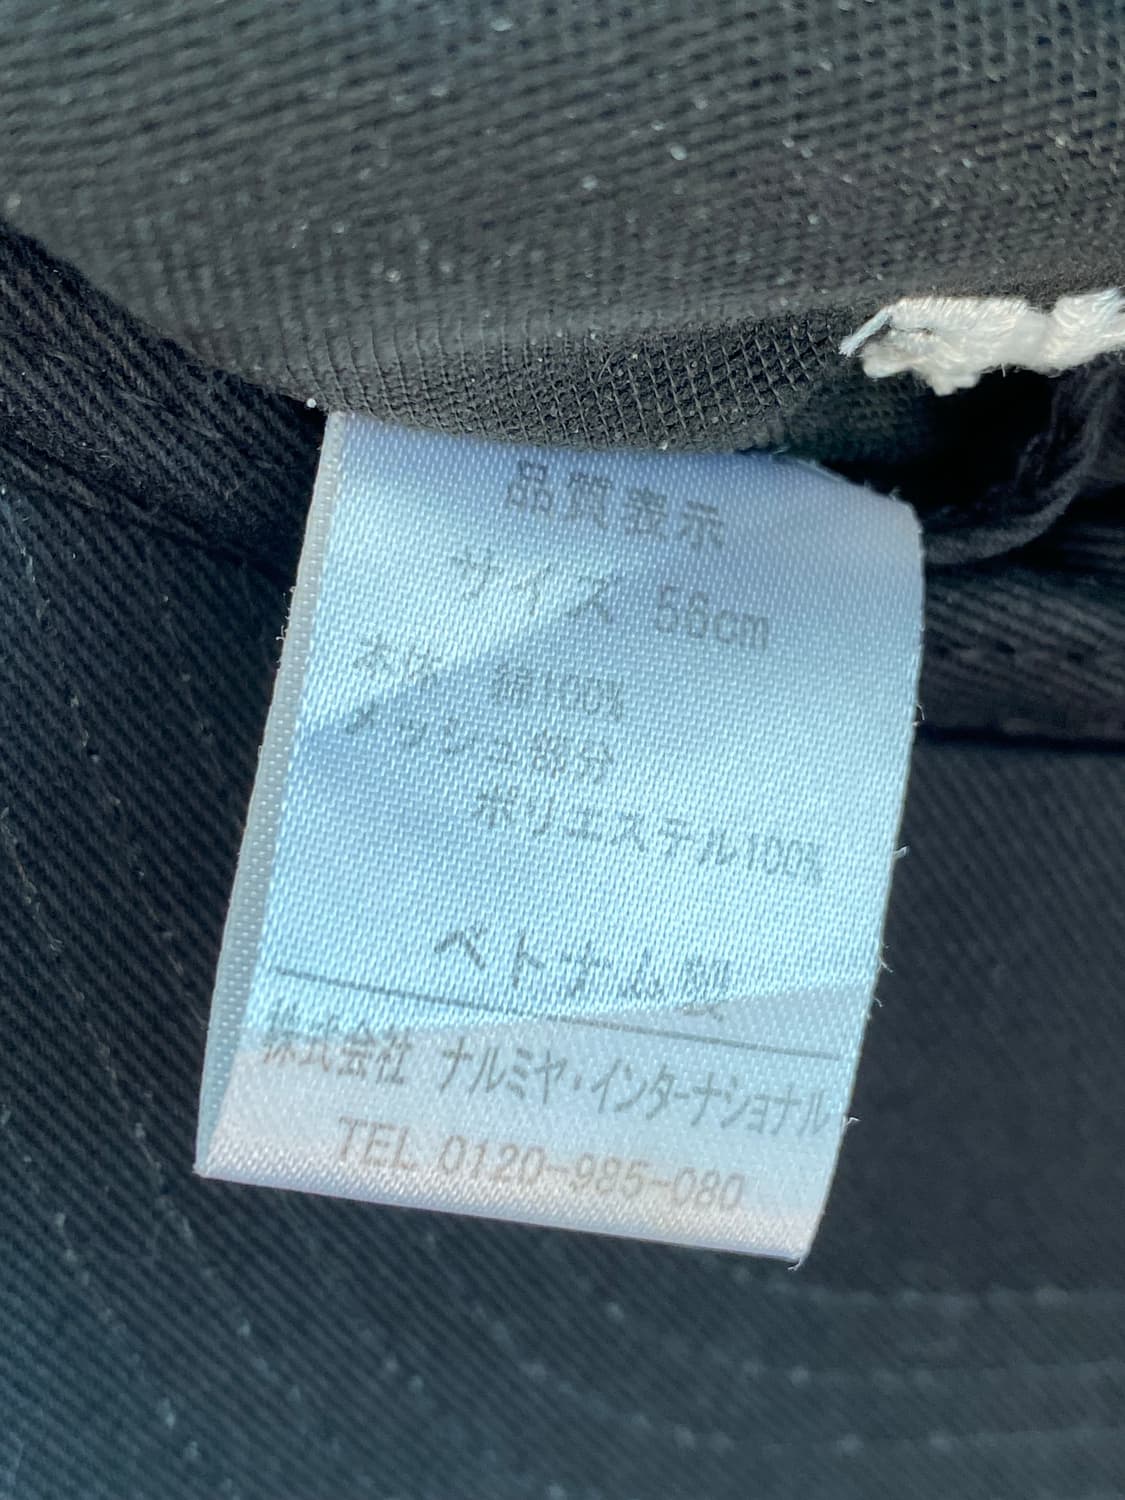 品質表示
サイズ 56cm
本体 綿100%
メッシュ部分
ポリエステル100%
ベトナム製
株式会社 ナルミヤ・インターナショナル
TEL 0120-985-080